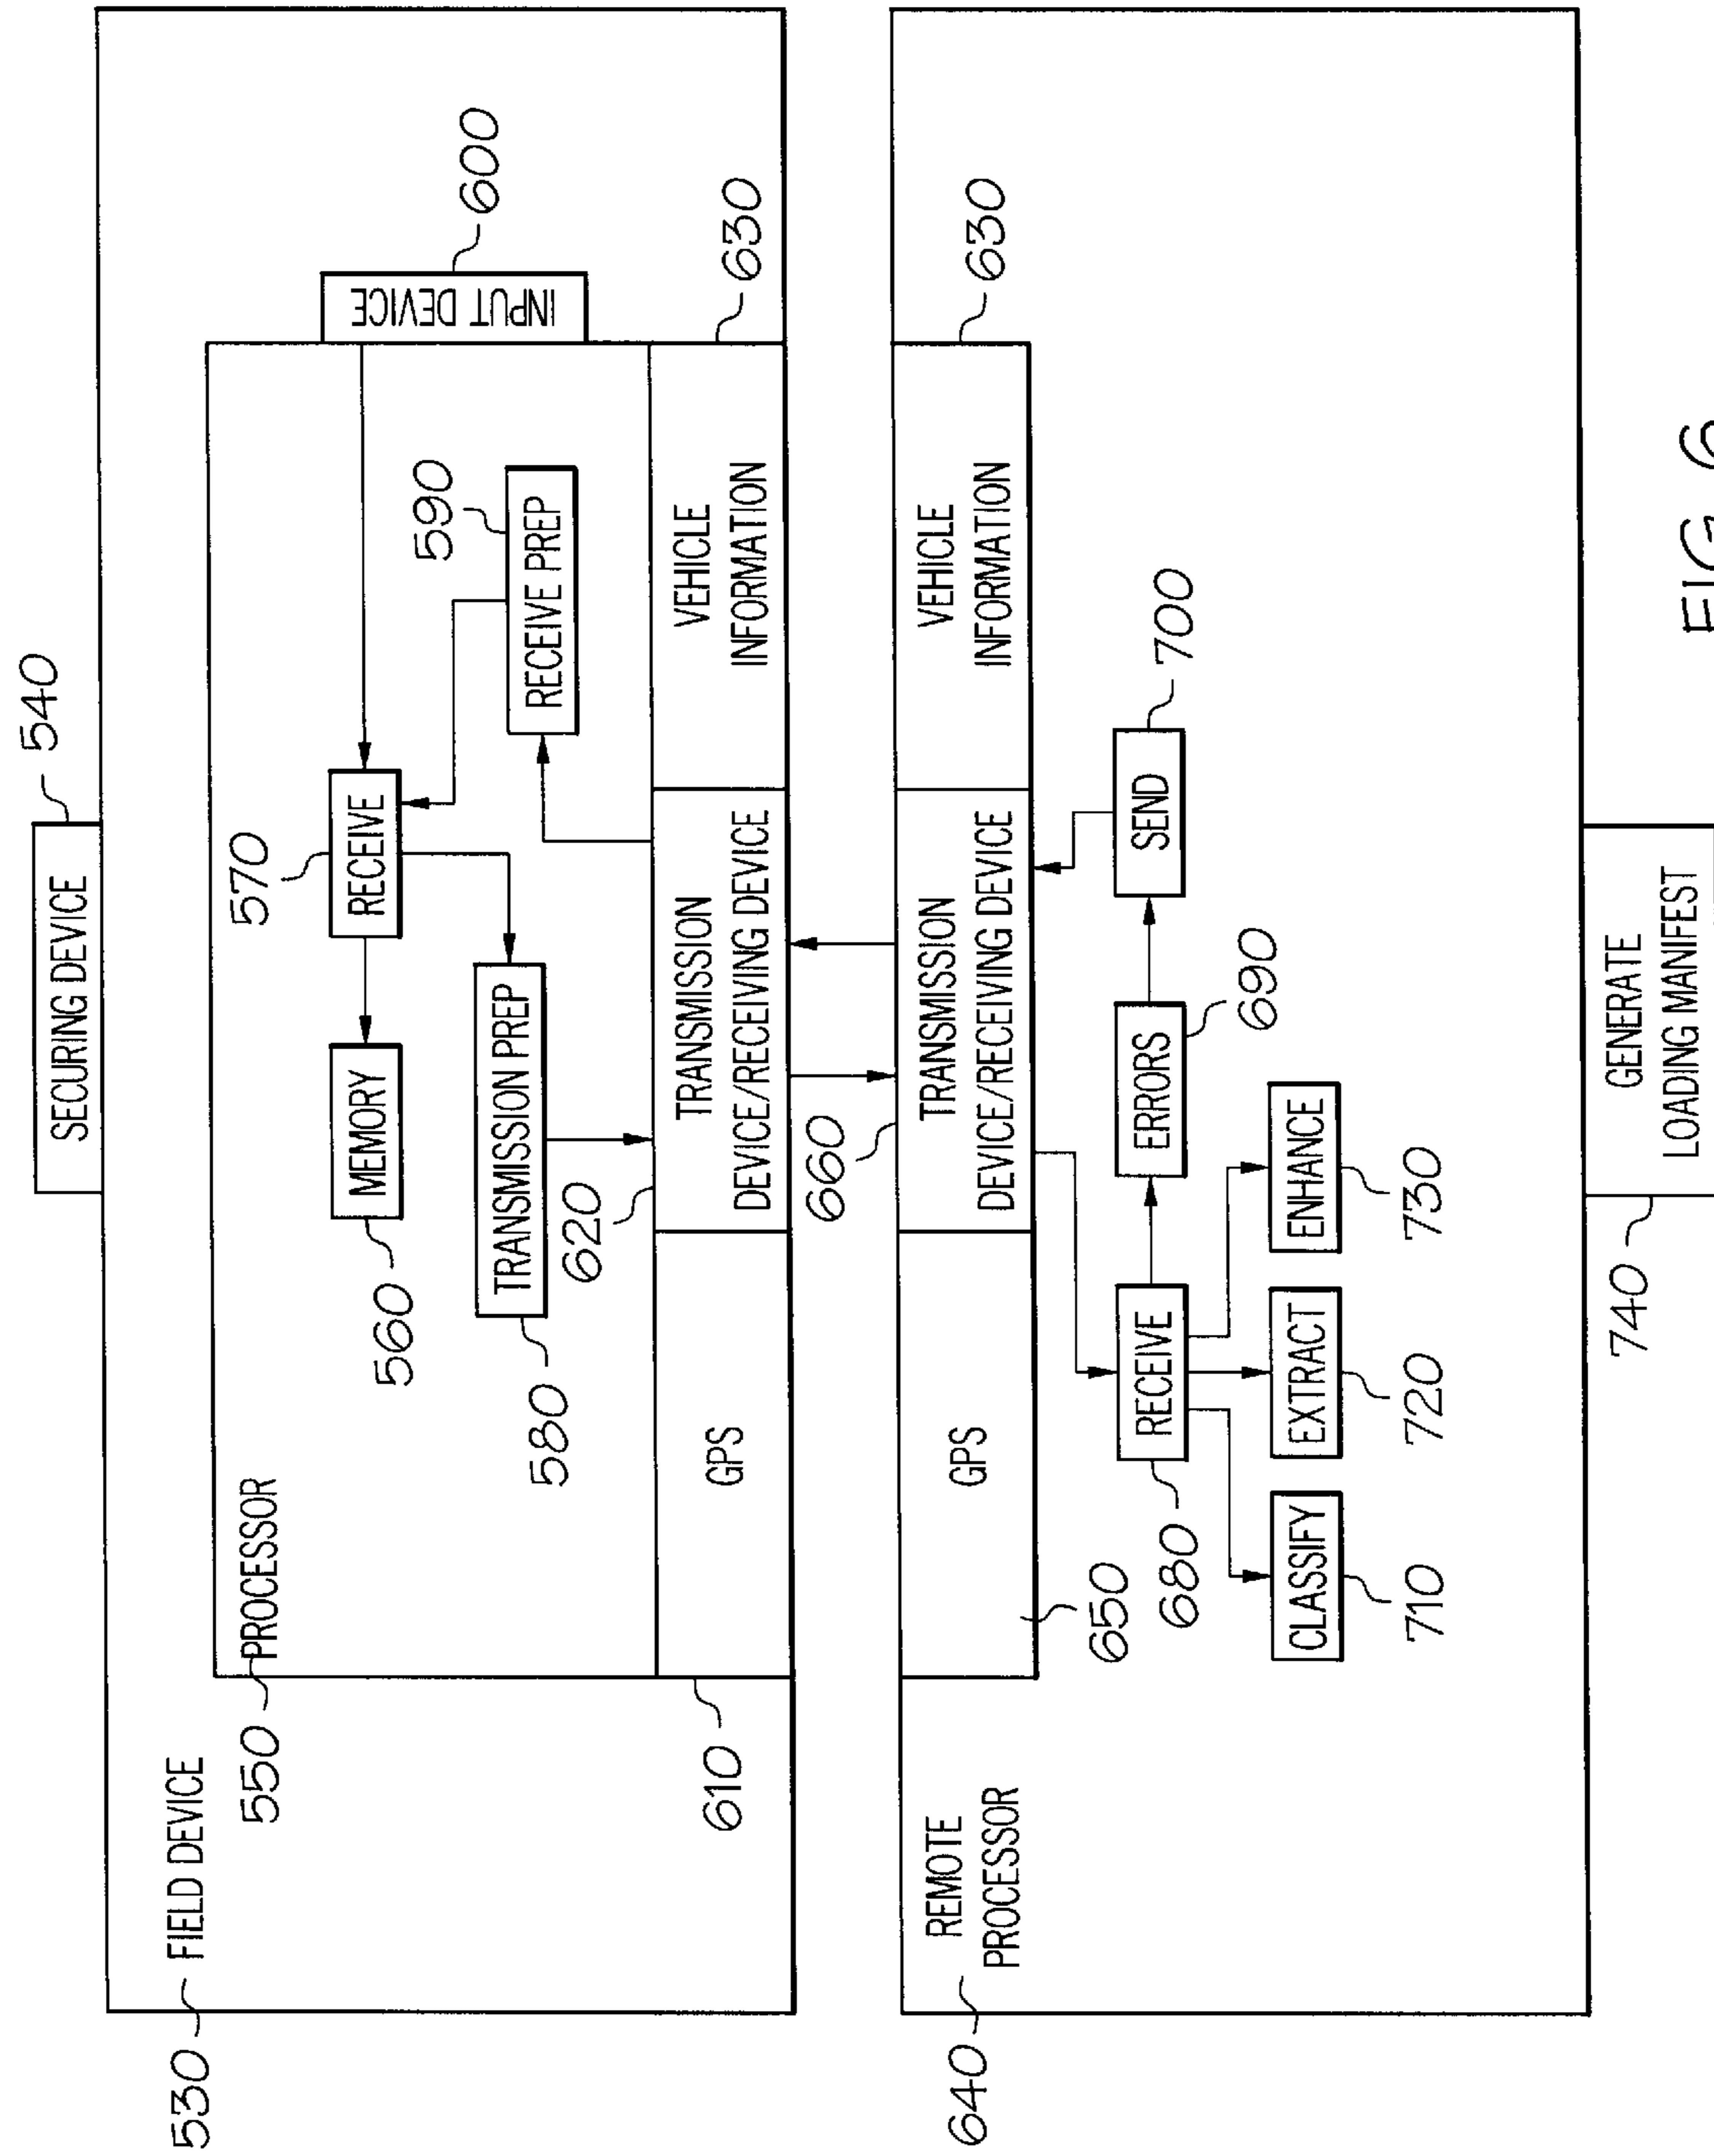 540
SECURING DEVICE
530
FIELD DEVICE
550
PROCESSOR
570
RECEIVE
INPUT DEVICE
600
560
MEMORY
590
RECEIVE PREP
580
TRANSMISSION PREP
620
610
GPS
TRANSMISSION
DEVICE/RECEIVING DEVICE
VEHICLE
INFORMATION
630
660
640
REMOTE
PROCESSOR
GPS
TRANSMISSION
DEVICE/RECEIVING DEVICE
VEHICLE
INFORMATION
630
650
680
RECEIVE
ERRORS
690
SEND
700
CLASSIFY
EXTRACT
ENHANCE
710
720
730
740
GENERATE
LOADING MANIFEST
FIG. 6